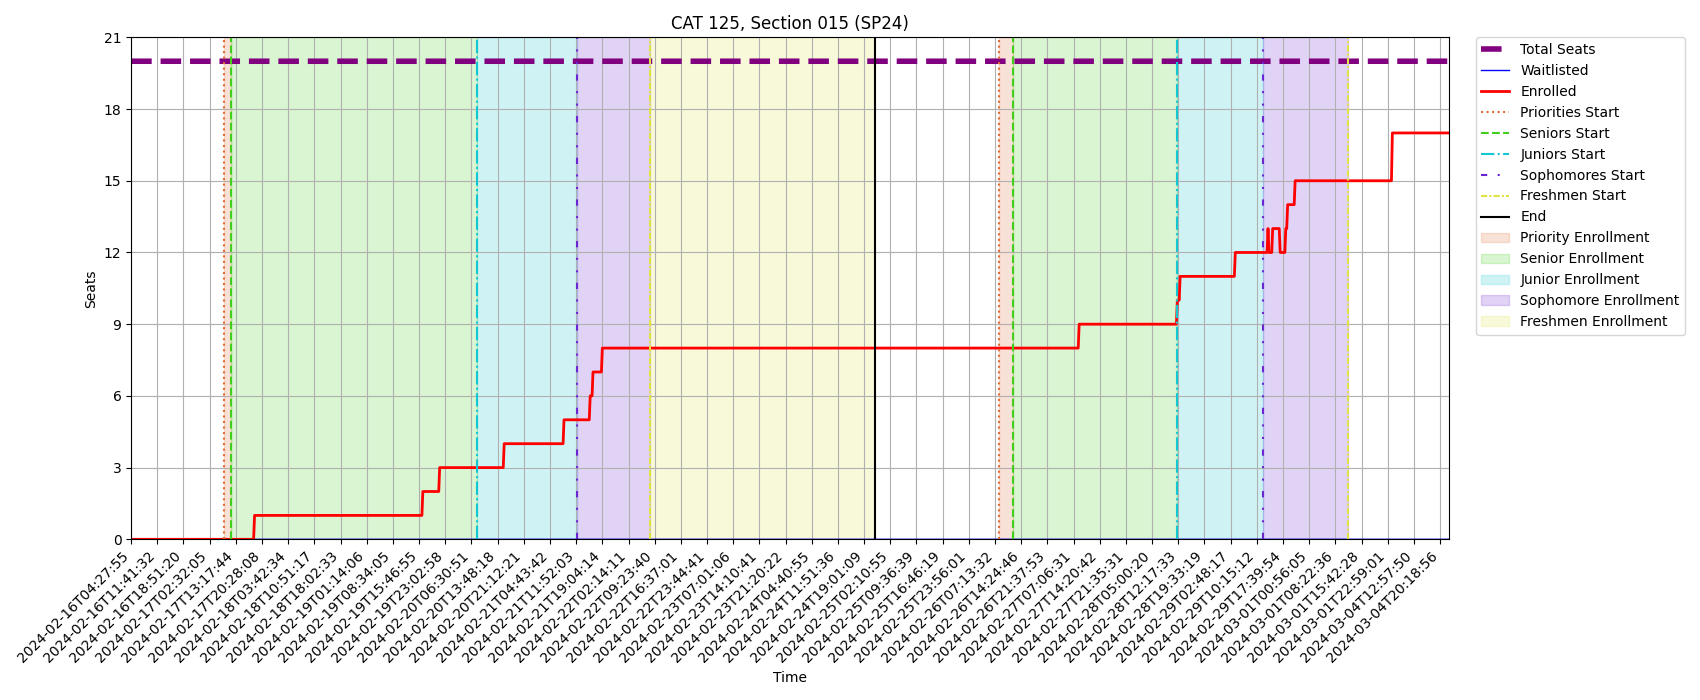 CAT 125, Section 015 (SP24)
21
18
15
12
9
6
3
0
Seats
2024-02-16T04:27:55
2024-02-16T11:41:32
2024-02-16T18:51:20
2024-02-17T02:32:05
2024-02-17T13:17:44
2024-02-17T20:28:08
2024-02-18T03:42:34
2024-02-18T10:51:17
2024-02-18T18:02:33
2024-02-19T01:14:06
2024-02-19T08:34:05
2024-02-19T15:46:55
2024-02-19T23:02:58
2024-02-20T06:30:51
2024-02-20T13:48:18
2024-02-20T21:12:21
2024-02-21T04:43:42
2024-02-21T11:52:03
2024-02-21T19:04:14
2024-02-22T02:14:11
2024-02-22T09:23:40
2024-02-22T16:37:01
2024-02-22T23:44:41
2024-02-23T07:01:06
2024-02-23T14:10:41
2024-02-23T21:20:22
2024-02-24T04:40:55
2024-02-24T11:51:36
2024-02-24T19:01:09
2024-02-25T02:10:55
2024-02-25T09:36:39
2024-02-25T16:46:19
2024-02-25T23:56:01
2024-02-26T07:13:32
2024-02-26T14:24:46
2024-02-26T21:37:53
2024-02-27T07:06:31
2024-02-27T14:20:42
2024-02-27T21:35:31
2024-02-28T05:00:20
2024-02-28T12:17:33
2024-02-28T19:33:19
2024-02-29T02:48:17
2024-02-29T10:15:12
2024-02-29T17:39:54
2024-03-01T00:56:05
2024-03-01T08:22:36
2024-03-01T15:42:28
2024-03-01T22:59:01
2024-03-04T12:57:50
2024-03-04T20:18:56
Time
Total Seats
Waitlisted
Enrolled
Priorities Start
Seniors Start
Juniors Start
Sophomores Start
Freshmen Start
End
Priority Enrollment
Senior Enrollment
Junior Enrollment
Sophomore Enrollment
Freshmen Enrollment